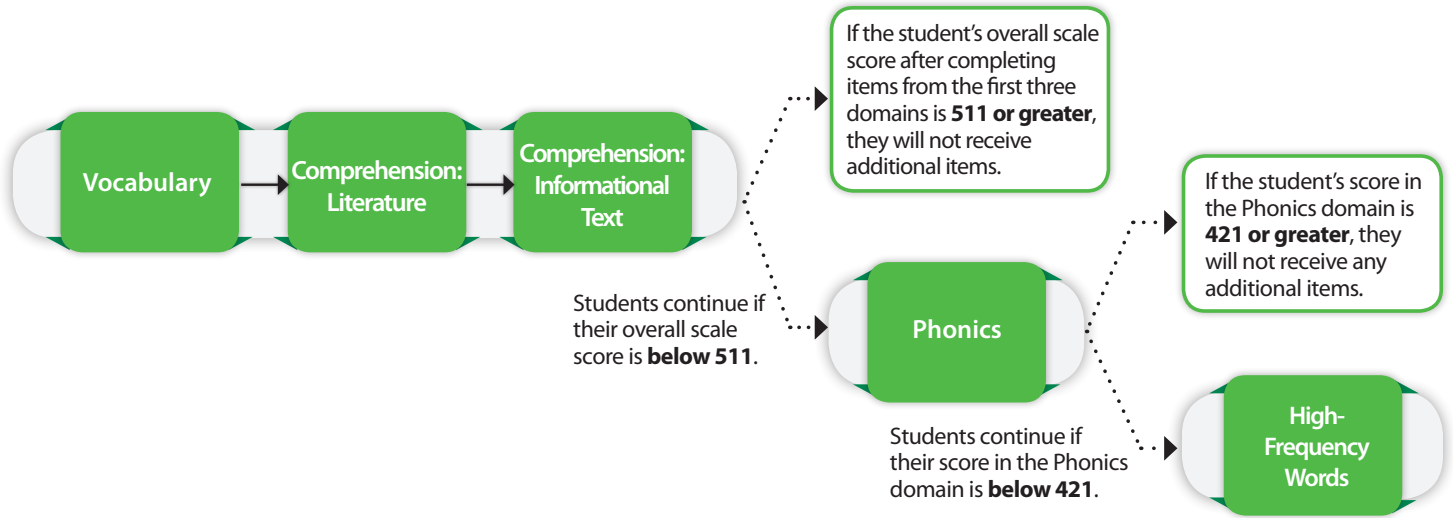 Vocabulary
Comprehension:
Literature
Comprehension:
Informational
Text
If the student’s overall scale
score after completing
items from the first three
domains is 511 or greater,
they will not receive
additional items.
Students continue if
their overall scale
score is below 511.
Phonics
If the student’s score in
the Phonics domain is
421 or greater, they
will not receive any
additional items.
Students continue if
their score in the Phonics
domain is below 421.
High-
Frequency
Words